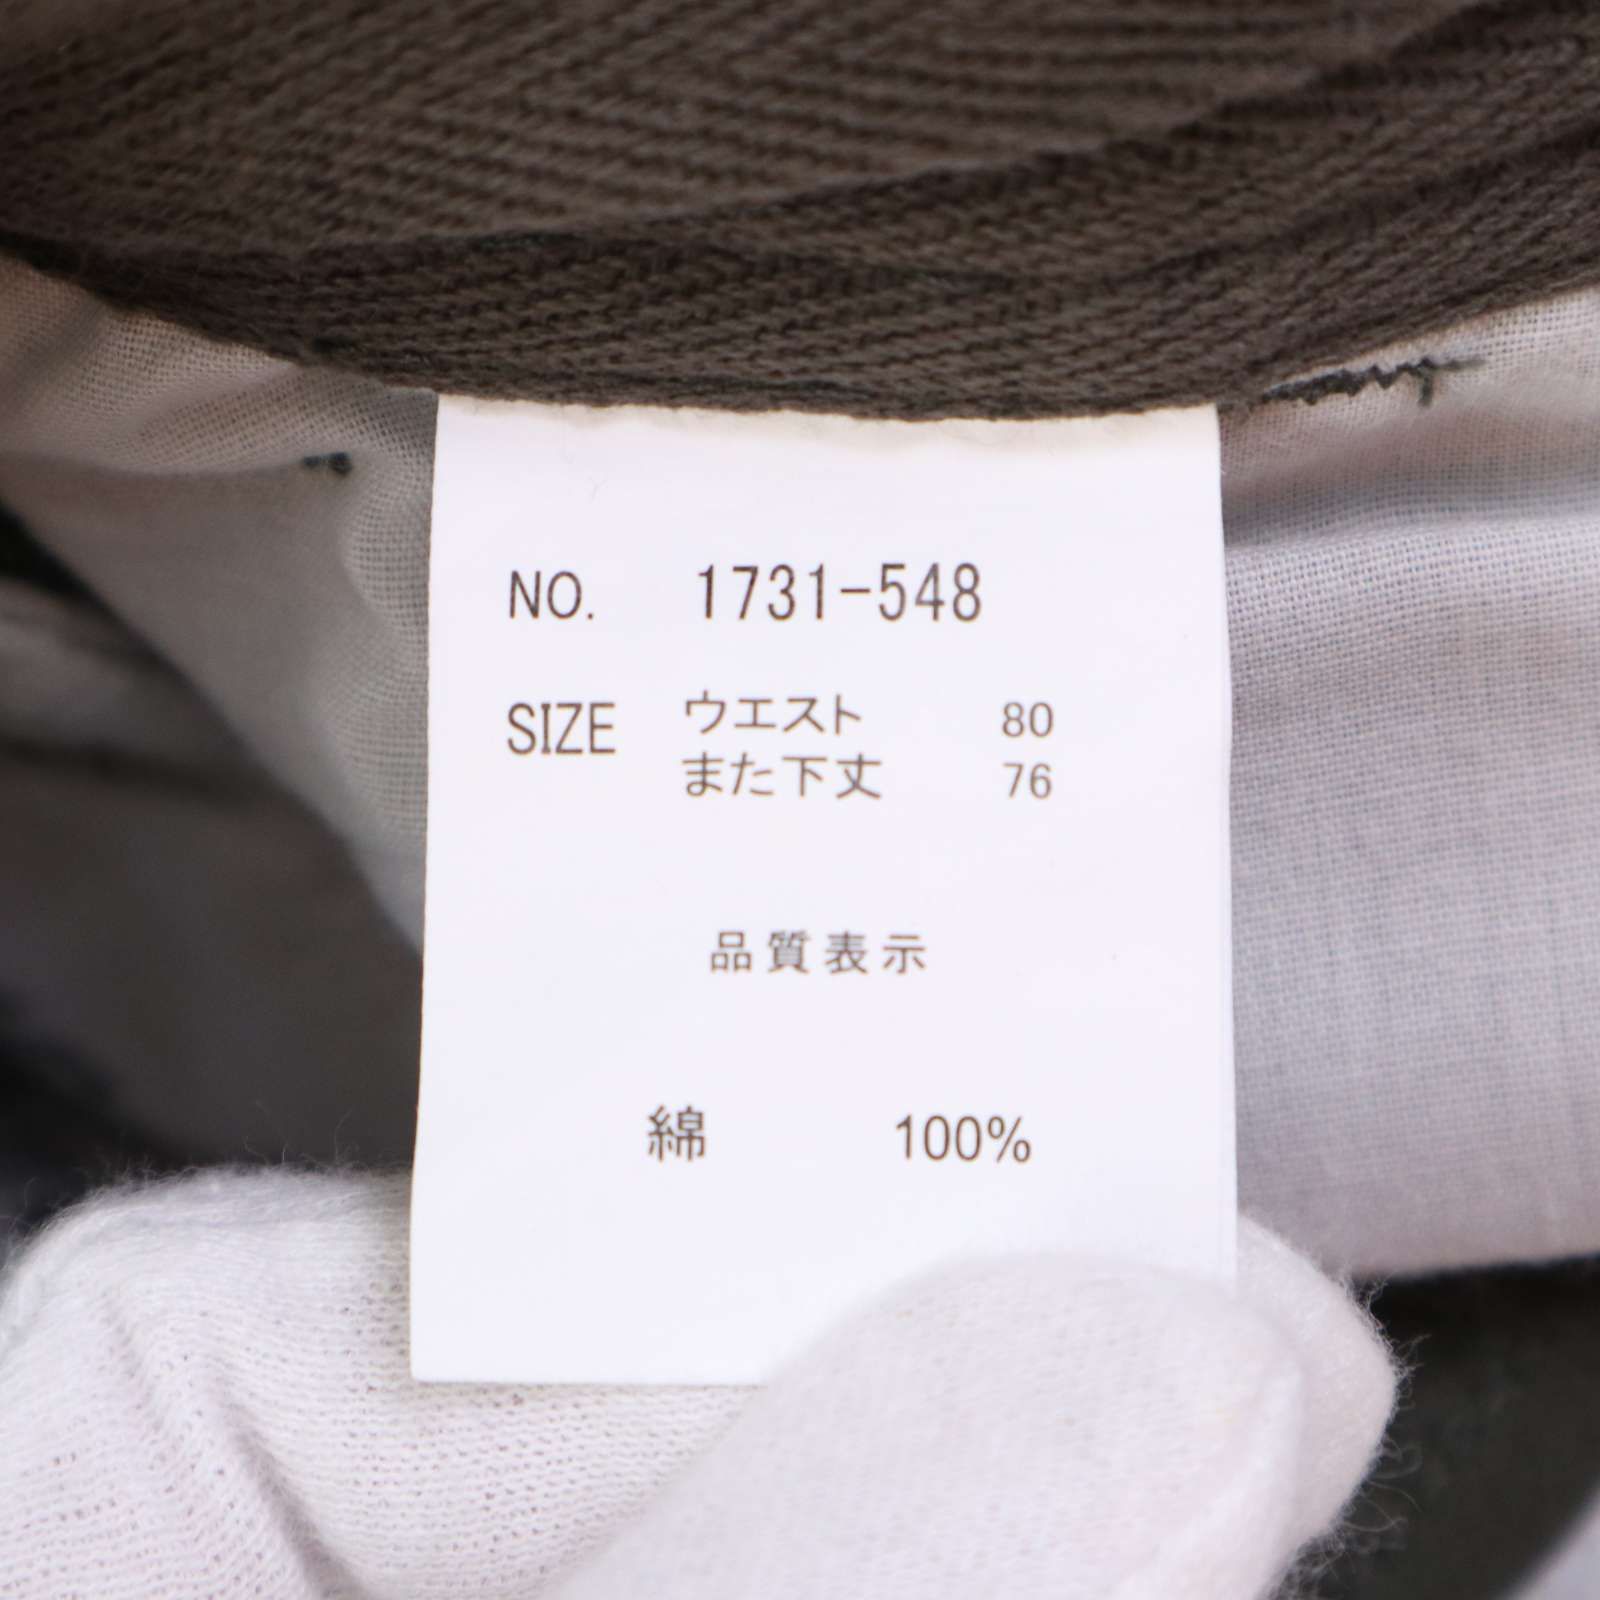 NO. 1731-548
SIZE ウエスト 80
また下丈 76
品質表示
綿 100%